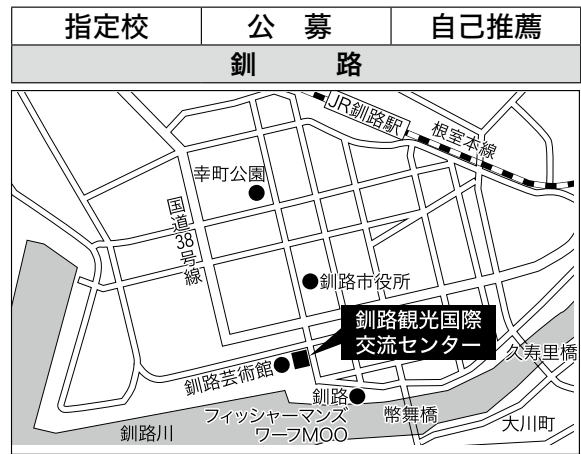 指定校 公募 自己推薦
釧路
JR釧路駅
根室本線
幸町公園
国道38号線
釧路市役所
釧路観光国際
交流センター
久寿里橋
釧路芸術館
釧路
フィッシャーマンズ
ワーフMOO
幣舞橋
大川町
釧路川